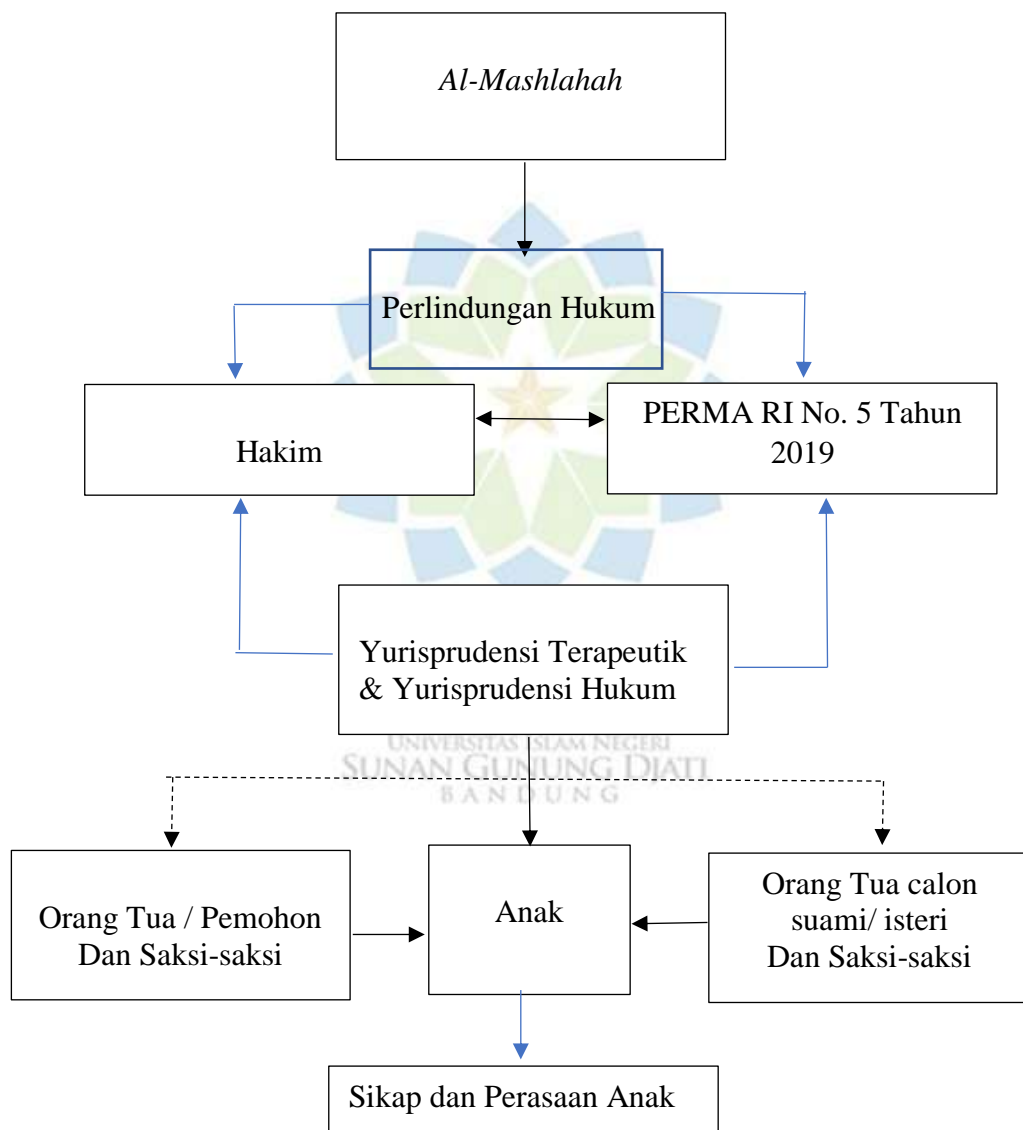 Al-Mashlahah
Perlindungan Hukum
Hakim
PERMA RI No. 5 Tahun
2019
Yurisprudensi Terapeutik
& Yurisprudensi Hukum
UNIVERSITAS ISLAM NEGERI
SUNAN GUNUNG DJATI
BANDUNG
Orang Tua / Pemohon
Dan Saksi-saksi
Anak
Orang Tua calon
suami/ isteri
Dan Saksi-saksi
Sikap dan Perasaan Anak